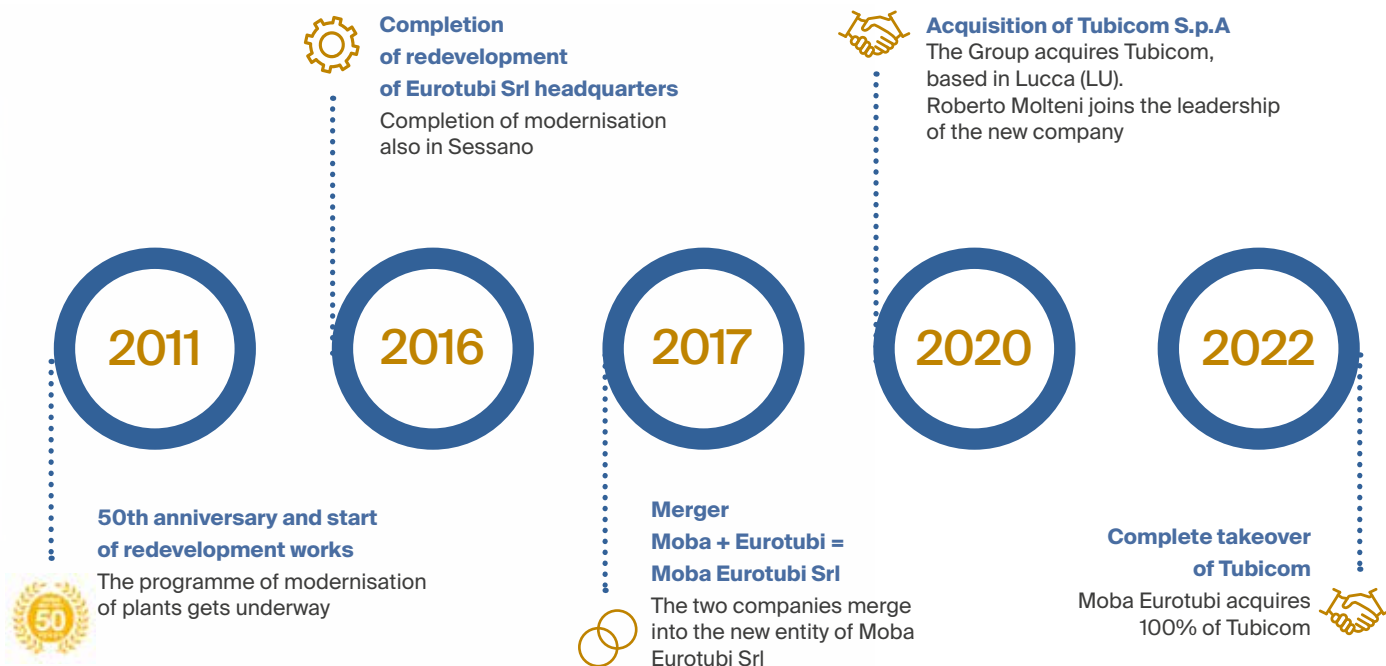 Completion
of redevelopment
of Eurotubi Srl headquarters
Completion of modernisation
also in Sessano
Acquisition of Tubicom S.p.A
The Group acquires Tubicom,
based in Lucca (LU).
Roberto Molteni joins the leadership
of the new company
2011
2016
2017
2020
2022
50th anniversary and start
of redevelopment works
The programme of modernisation
of plants gets underway
50
Merger
Moba + Eurotubi =
Moba Eurotubi Srl
The two companies merge
into the new entity of Moba
Eurotubi Srl
Complete takeover
of Tubicom
Moba Eurotubi acquires
100% of Tubicom